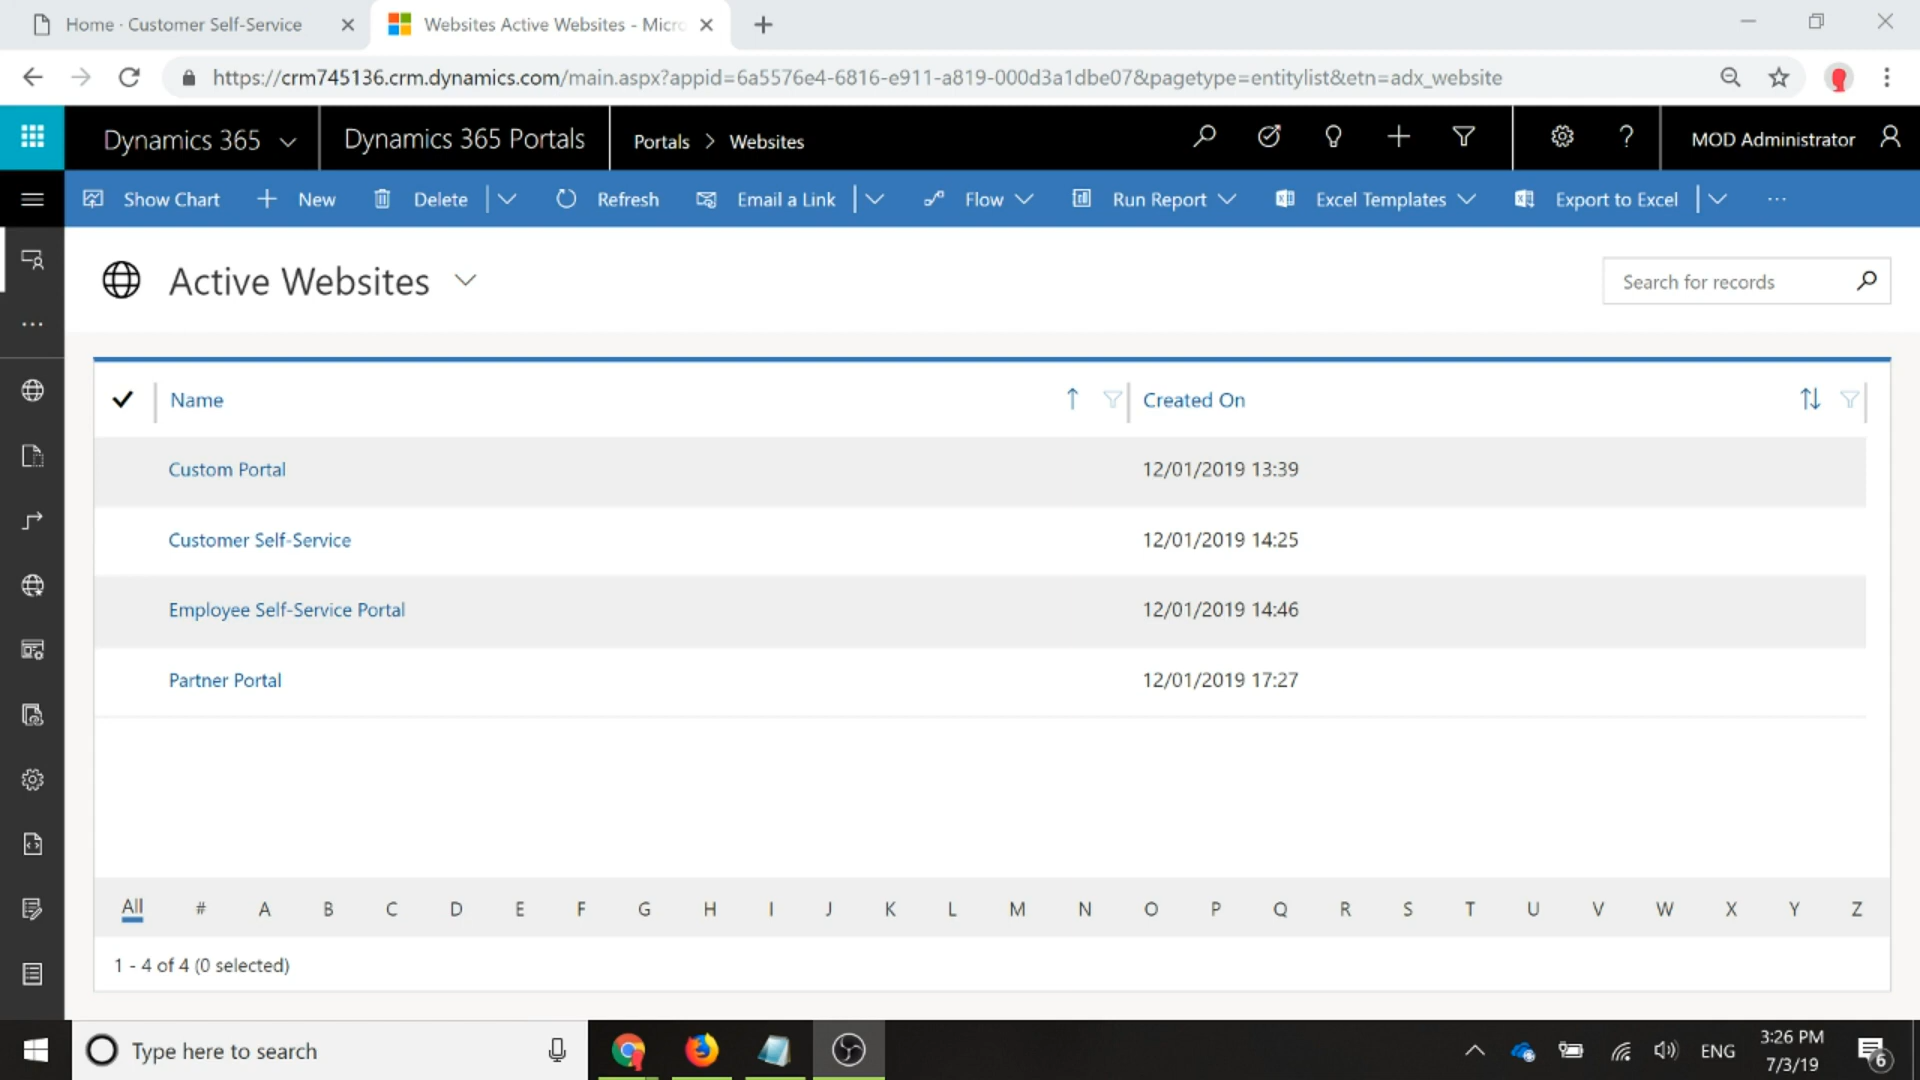 Home · Customer Self-Service
Websites Active Websites - Micro
https://crm745136.crm.dynamics.com/main.aspx?appid=6a5576e4-6816-e911-a819-000d3a1dbe07&pagetype=entitylist&etn=adx_website
Dynamics 365
Dynamics 365 Portals
Portals > Websites
MOD Administrator
Show Chart
New
Delete
Refresh
Email a Link
Flow
Run Report
Excel Templates
Export to Excel
Active Websites
Search for records
Name
Created On
Custom Portal
12/01/2019 13:39
Customer Self-Service
12/01/2019 14:25
Employee Self-Service Portal
12/01/2019 14:46
Partner Portal
12/01/2019 17:27
All # A B C D E F G H I J K L M N O P Q R S T U V W X Y Z
1 - 4 of 4 (0 selected)
Type here to search
ENG
3:26 PM
7/3/19
6